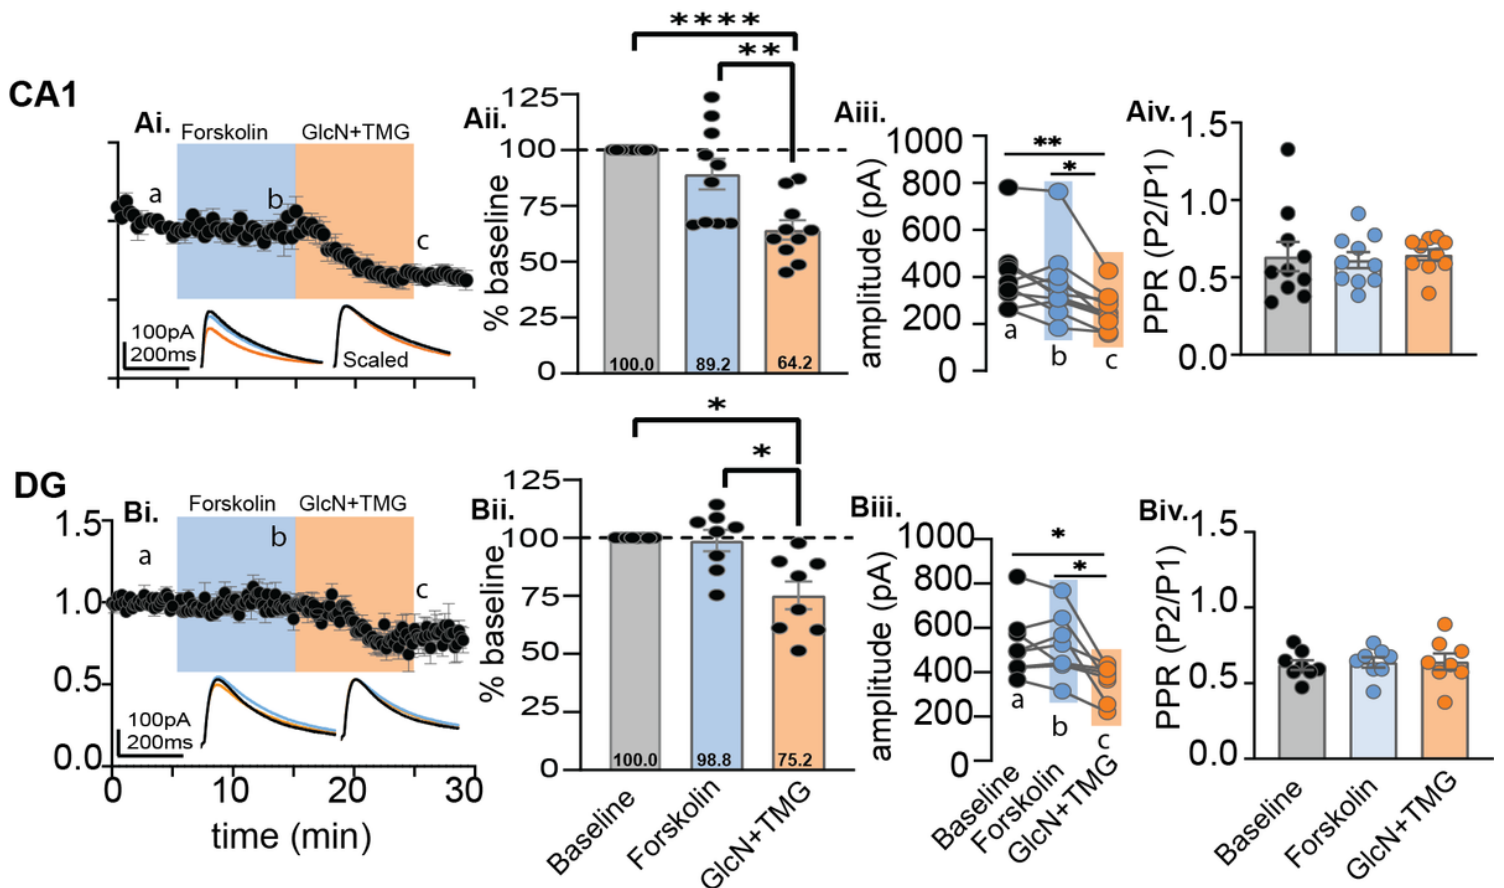 CA1
Ai.
Forskolin
GlcN+TMG
a
b
c
100pA
200ms
Scaled
Aii.
****
**
% baseline
125
100
75
50
25
0
100.0
89.2
64.2
Aiii.
amplitude (pA)
1000
800
600
400
200
0
**
*
a
b
c
Aiv.
PPR (P2/P1)
1.5
1.0
0.5
0.0
DG
Bi.
Forskolin
GlcN+TMG
1.5
1.0
0.5
0.0
a
b
c
100pA
200ms
0
10
20
30
time (min)
Bii.
*
*
% baseline
125
100
75
50
25
0
100.0
98.8
75.2
Baseline
Forskolin
GlcN+TMG
Biii.
amplitude (pA)
1000
800
600
400
200
0
*
*
a
b
c
Baseline
Forskolin
GlcN+TMG
Biv.
PPR (P2/P1)
1.5
1.0
0.5
0.0
Baseline
Forskolin
GlcN+TMG